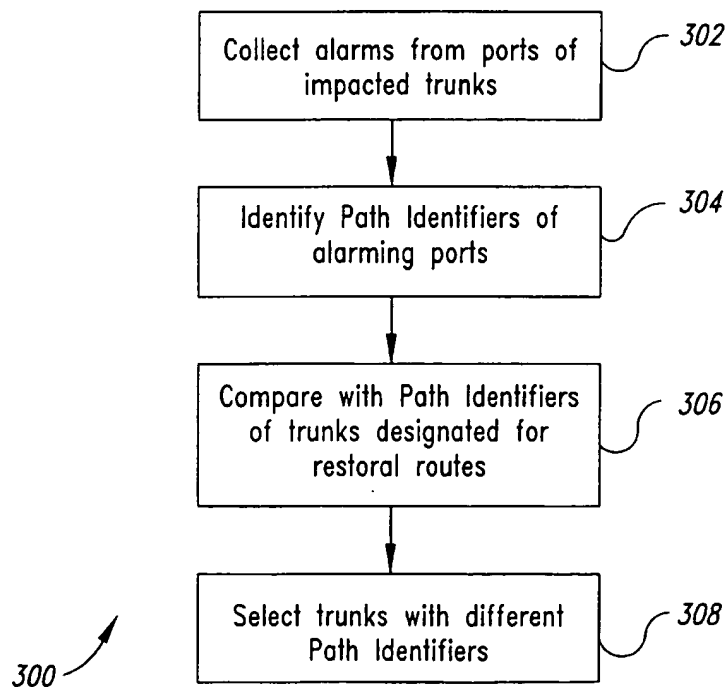 Collect alarms from ports of
impacted trunks
302
Identify Path Identifiers of
alarming ports
304
Compare with Path Identifiers
of trunks designated for
restoral routes
306
Select trunks with different
Path Identifiers
308
300